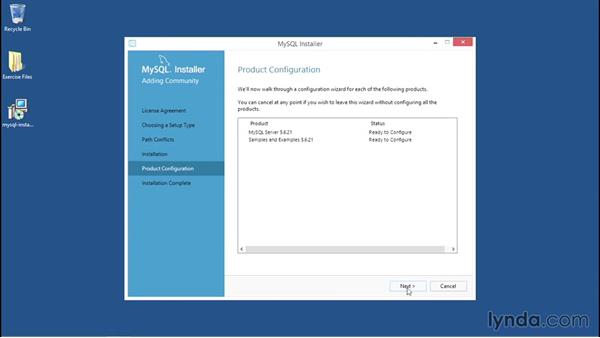 Recycle Bin
Exercise Files
mysql-insta...
MySQL Installer
MySQL. Installer
Adding Community
License Agreement
Choosing a Setup Type
Path Conflicts
Installation
Product Configuration
Installation Complete
Product Configuration
We'll now walk through a configuration wizard for each of the following products.
You can cancel at any point if you wish to leave this wizard without configuring all the
products.
Product Status
MySQL Server 5.6.21 Ready to Configure
Samples and Examples 5.6.21 Ready to Configure
Next >
Cancel
lynda.com